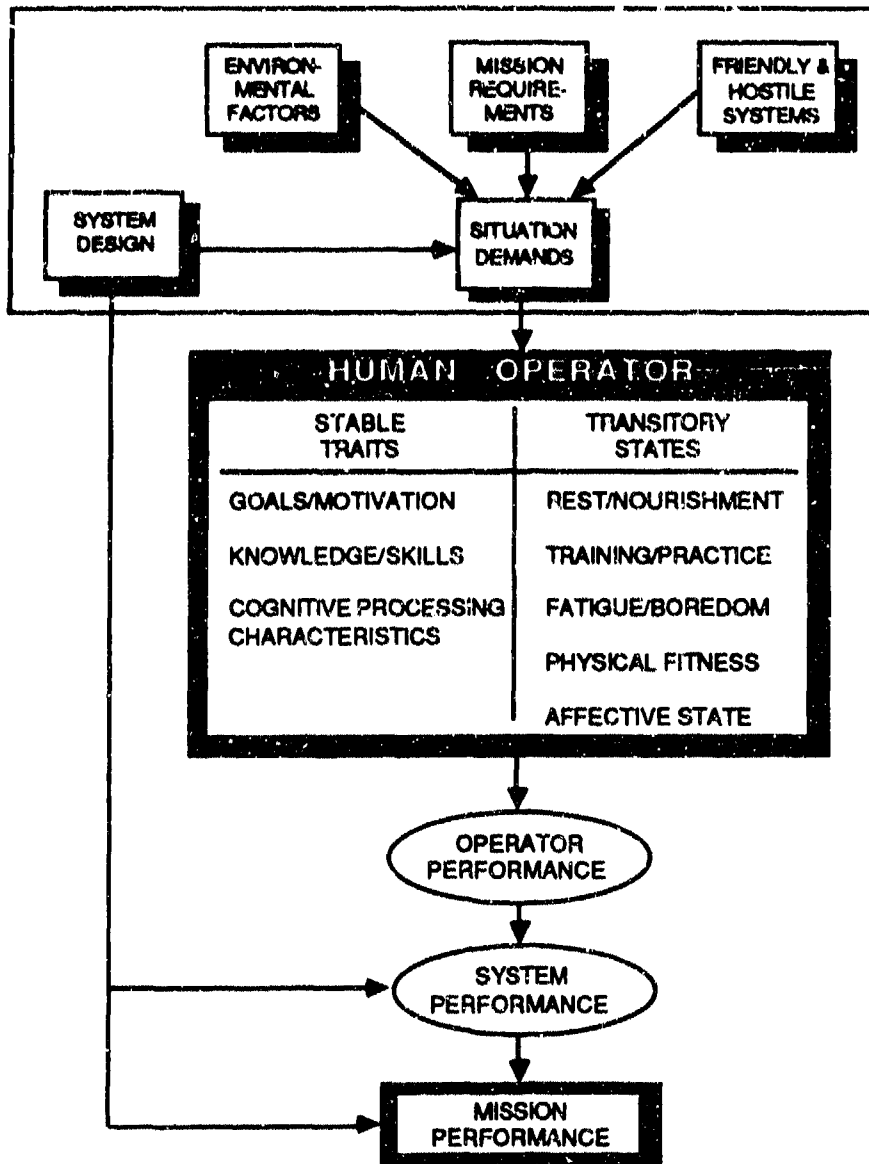 ENVIRON-
MENTAL
FACTORS
MISSION
REQUIRE-
MENTS
FRIENDLY &
HOSTILE
SYSTEMS
SYSTEM
DESIGN
SITUATION
DEMANDS
HUMAN OPERATOR
STABLE
TRAITS
GOALS/MOTIVATION
KNOWLEDGE/SKILLS
COGNITIVE PROCESSING
CHARACTERISTICS
TRANSITORY
STATES
REST/NOURISHMENT
TRAINING/PRACTICE
FATIGUE/BOREDOM
PHYSICAL FITNESS
AFFECTIVE STATE
OPERATOR
PERFORMANCE
SYSTEM
PERFORMANCE
MISSION
PERFORMANCE